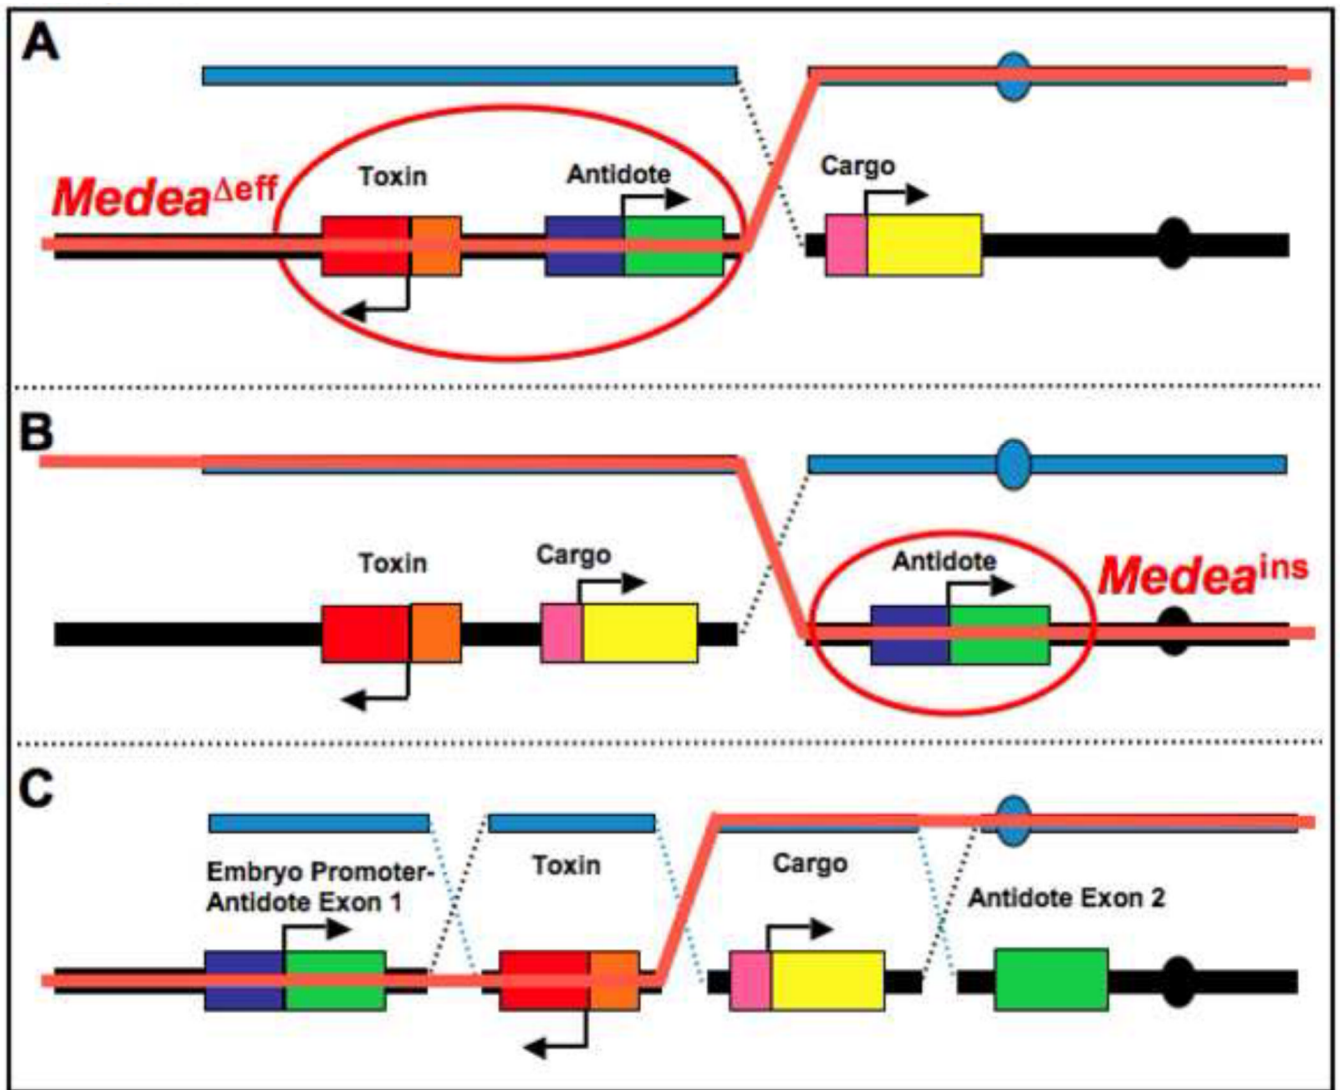 A
Toxin
Antidote
Cargo
Medea^Δeff
B
Toxin
Cargo
Antidote
Medea^ins
C
Embryo Promoter-
Antidote Exon 1
Toxin
Cargo
Antidote Exon 2